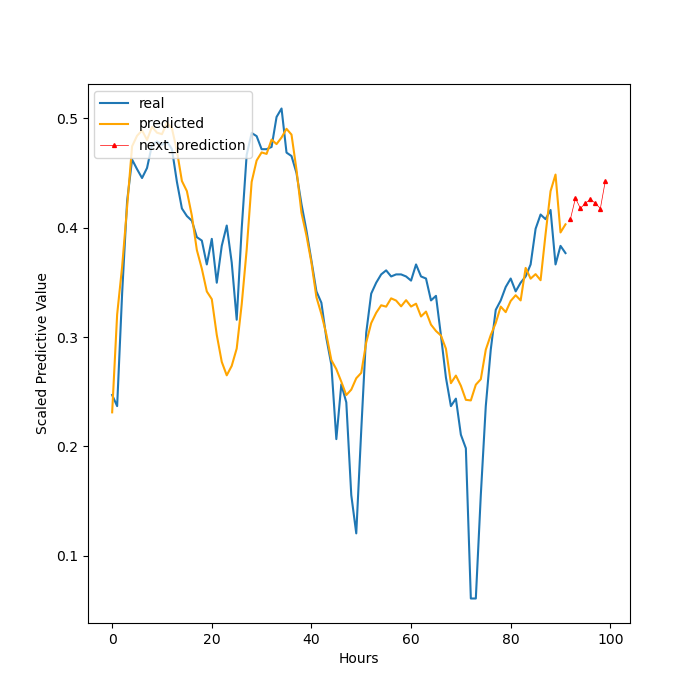 real
predicted
next_prediction
0.5
0.4
0.3
0.2
0.1
Scaled Predictive Value
0 20 40 60 80 100
Hours